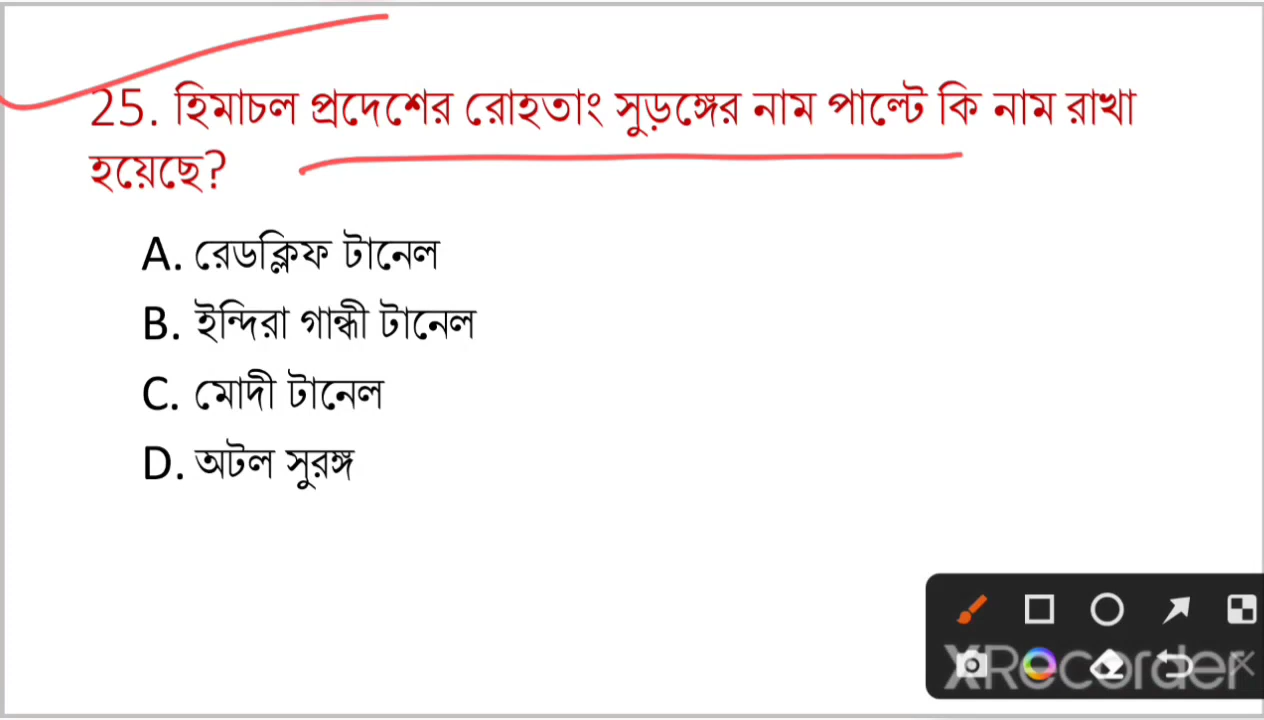 25. হিমাচল প্রদেশের রোহতাং সুড়ঙ্গের নাম পাল্টে কি নাম রাখা
হয়েছে?
A. রেডক্লিফ টানেল
B. ইন্দিরা গান্ধী টানেল
C. মোদী টানেল
D. অটল সুরঙ্গ
XRecorder